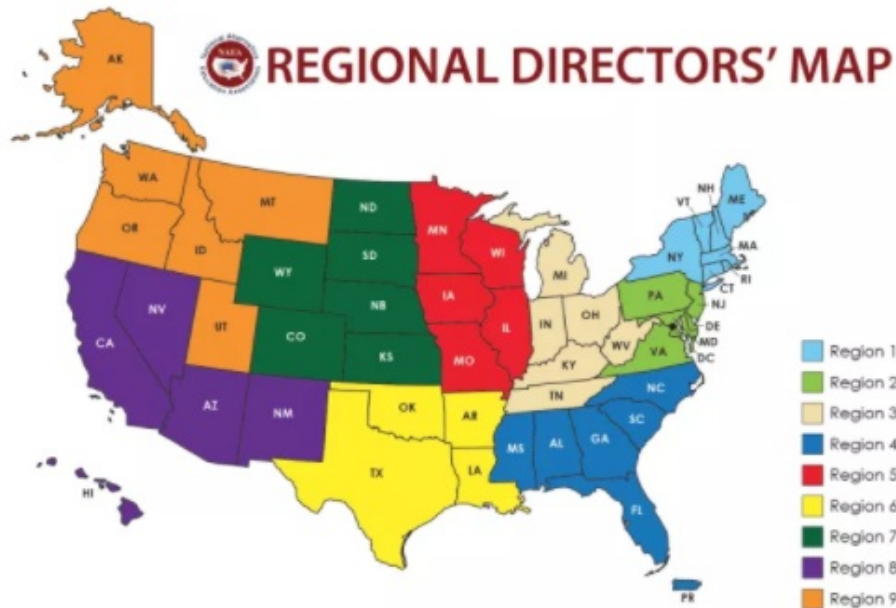 NAEA
REGIONAL DIRECTORS' MAP
AK
WA
MT
ND
MN
OR
ID
SD
WI
WY
NB
IA
MI
NY
VT
NH
ME
MA
RI
CT
PA
NJ
DE
MD
DC
NV
UT
CO
KS
MO
IL
IN
OH
WV
VA
KY
TN
NC
CA
AZ
NM
OK
AR
TX
LA
MS
AL
GA
SC
FL
HI
PR
Region 1
Region 2
Region 3
Region 4
Region 5
Region 6
Region 7
Region 8
Region 9